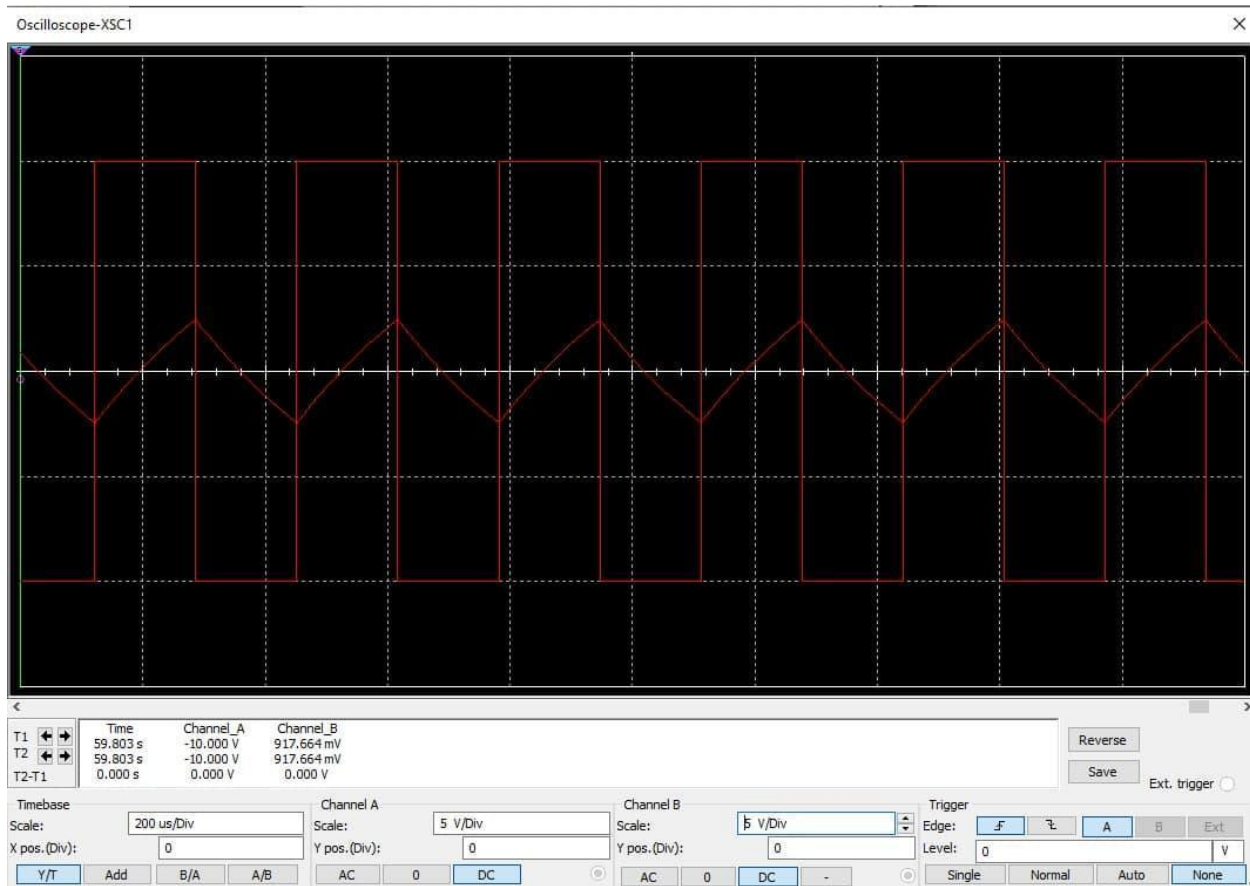 Oscilloscope-XSC1
Time Channel_A Channel_B
T1 59.803 s -10.000 V 917.664 mV
T2 59.803 s -10.000 V 917.664 mV
T2-T1 0.000 s 0.000 V 0.000 V
Reverse
Save
Ext. trigger
Timebase
Scale: 200 us/Div
X pos.(Div): 0
Y/T Add B/A A/B
Channel A
Scale: 5 V/Div
Y pos.(Div): 0
AC 0 DC
Channel B
Scale: 5 V/Div
Y pos.(Div): 0
AC 0 DC -
Trigger
Edge: A B Ext
Level: 0 V
Single Normal Auto None